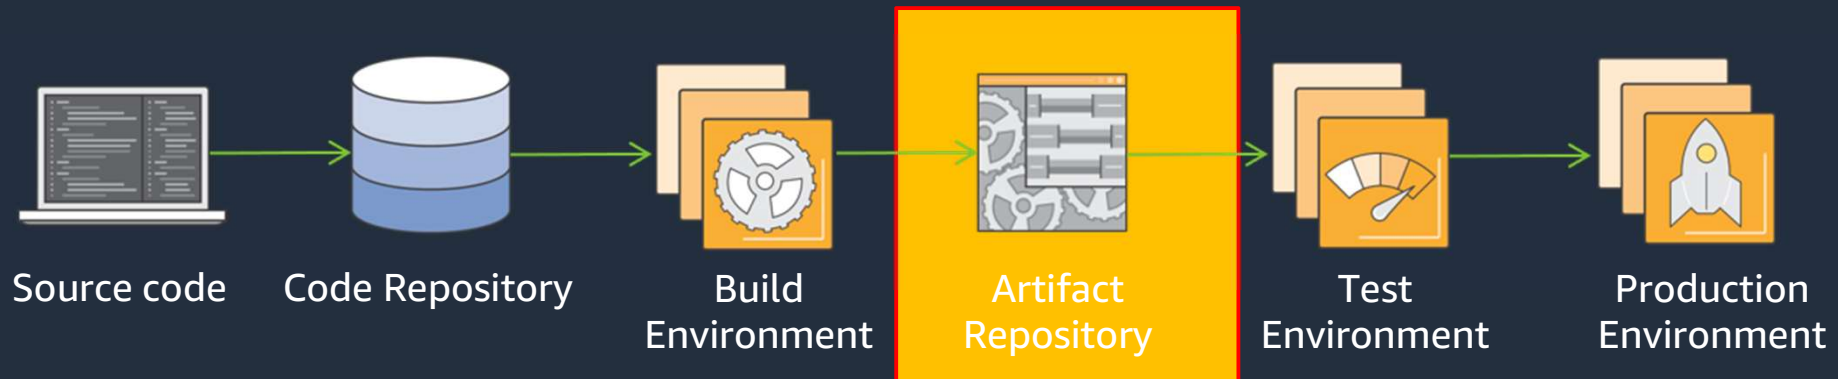 Source code
Code Repository
Build
Environment
Artifact
Repository
Test
Environment
Production
Environment